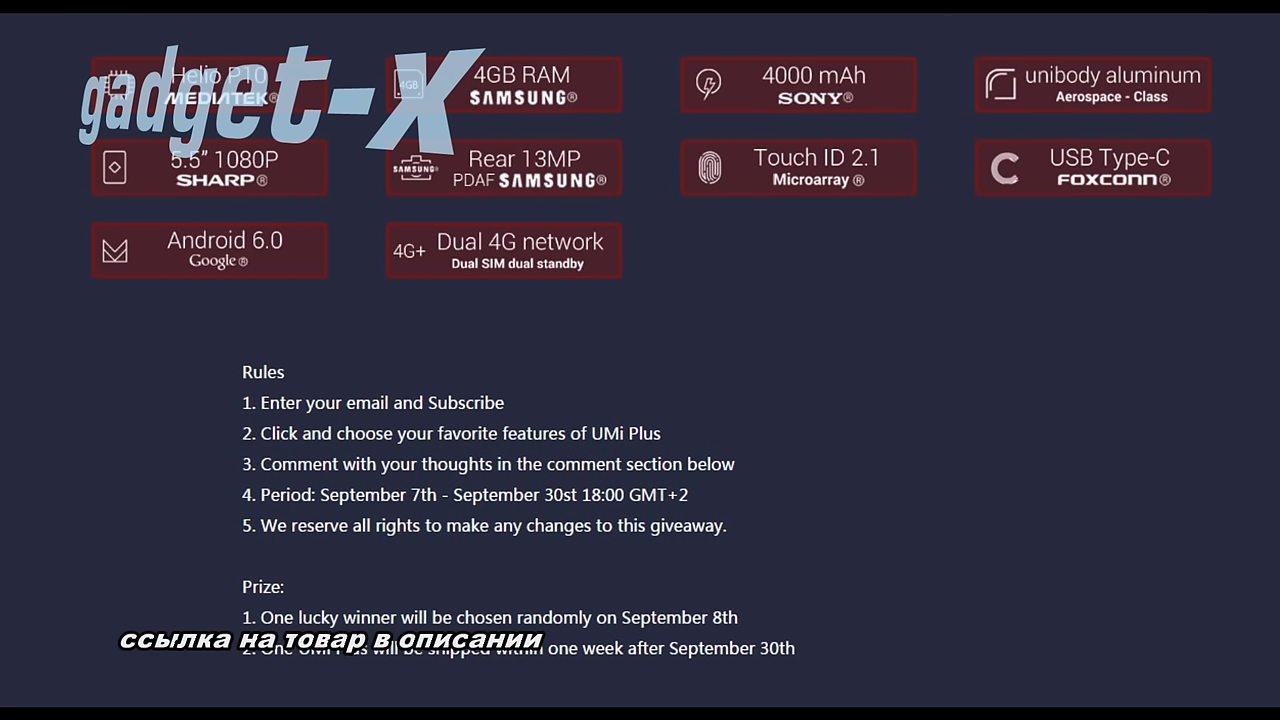 gadget-X
Helio P10
MEDIATEK®
4GB
4GB RAM
SAMSUNG®
4000 mAh
SONY®
unibody aluminum
Aerospace - Class
5.5” 1080P
SHARP®
SAMSUNG®
Rear 13MP
PDAF SAMSUNG®
Touch ID 2.1
Microarray ®
USB Type-C
FOXCONN®
Android 6.0
Google ®
4G+
Dual 4G network
Dual SIM dual standby
Rules
1. Enter your email and Subscribe
2. Click and choose your favorite features of UMi Plus
3. Comment with your thoughts in the comment section below
4. Period: September 7th - September 30st 18:00 GMT+2
5. We reserve all rights to make any changes to this giveaway.
Prize:
1. One lucky winner will be chosen randomly on September 8th
ссылка на товар в описании
2. One UMi Plus will be shipped within one week after September 30th